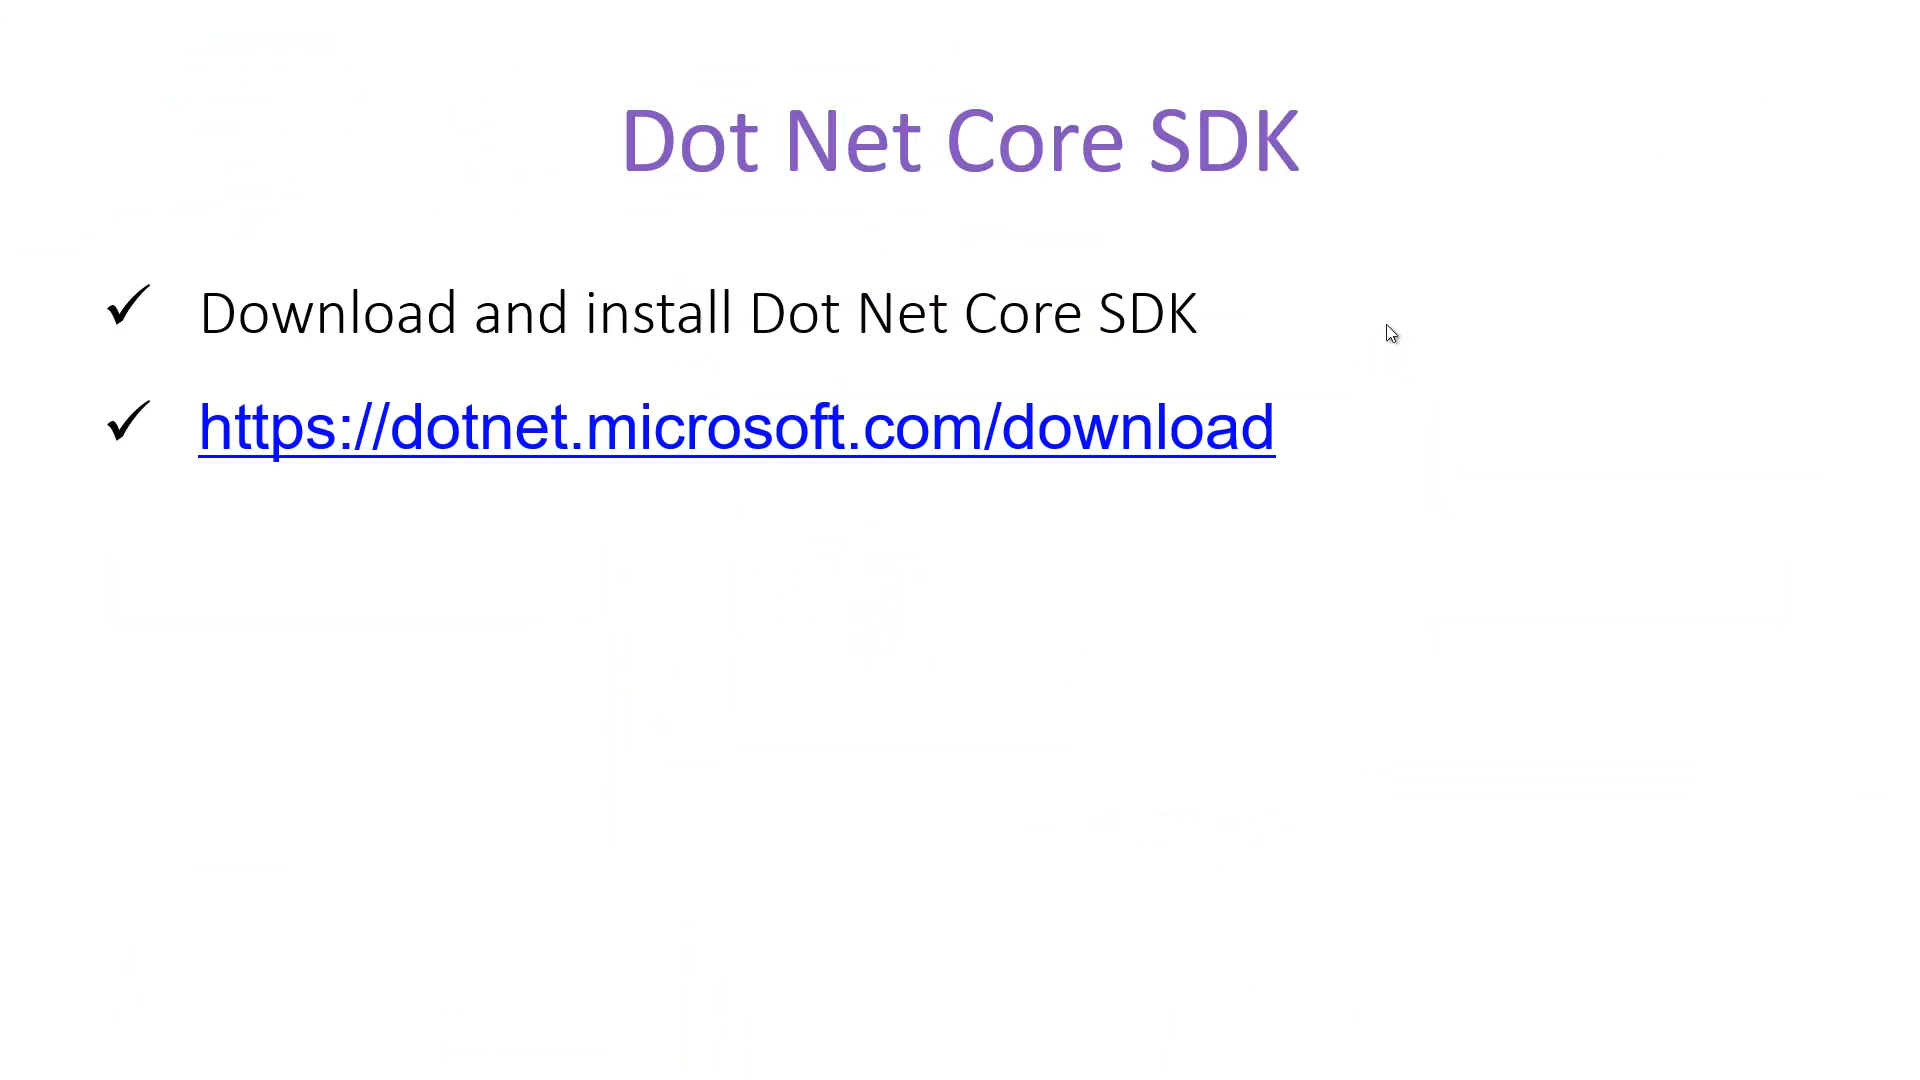 Dot Net Core SDK
✓ Download and install Dot Net Core SDK
✓ https://dotnet.microsoft.com/download